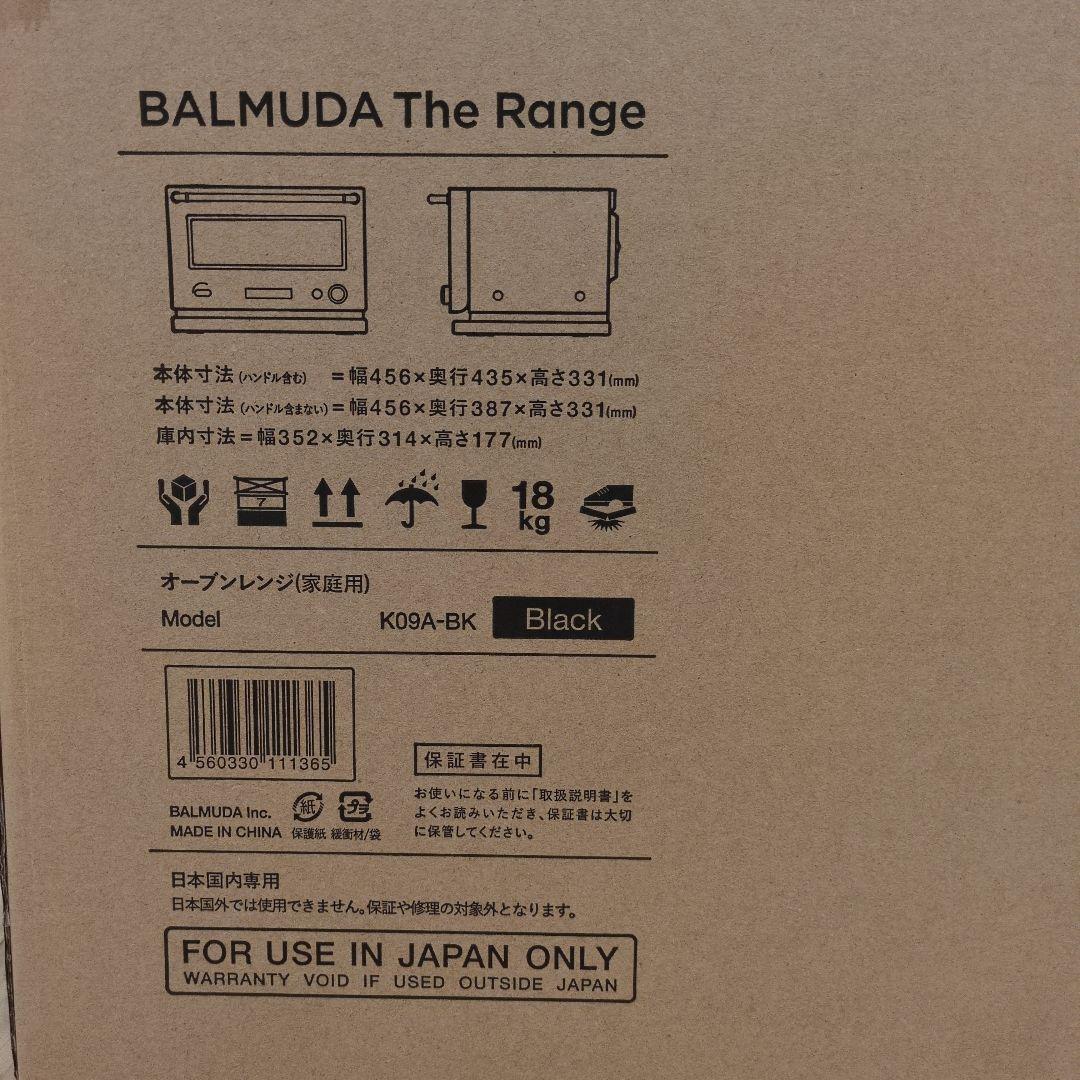 BALMUDA The Range
本体寸法(ハンドル含む) =幅456×奥行435×高さ331(mm)
本体寸法(ハンドル含まない)=幅456×奥行387×高さ331(mm)
庫内寸法=幅352×奥行314×高さ177(mm)
7
18
kg
オーブンレンジ(家庭用)
Model K09A-BK Black
4 560330 111365
保証書在中
お使いになる前に「取扱説明書」を
よくお読みいただき、保証書は大切
に保管してください。
紙 プラ
BALMUDA Inc.
MADE IN CHINA 保護紙 緩衝材/袋
日本国内専用
日本国外では使用できません。保証や修理の対象外となります。
FOR USE IN JAPAN ONLY
WARRANTY VOID IF USED OUTSIDE JAPAN